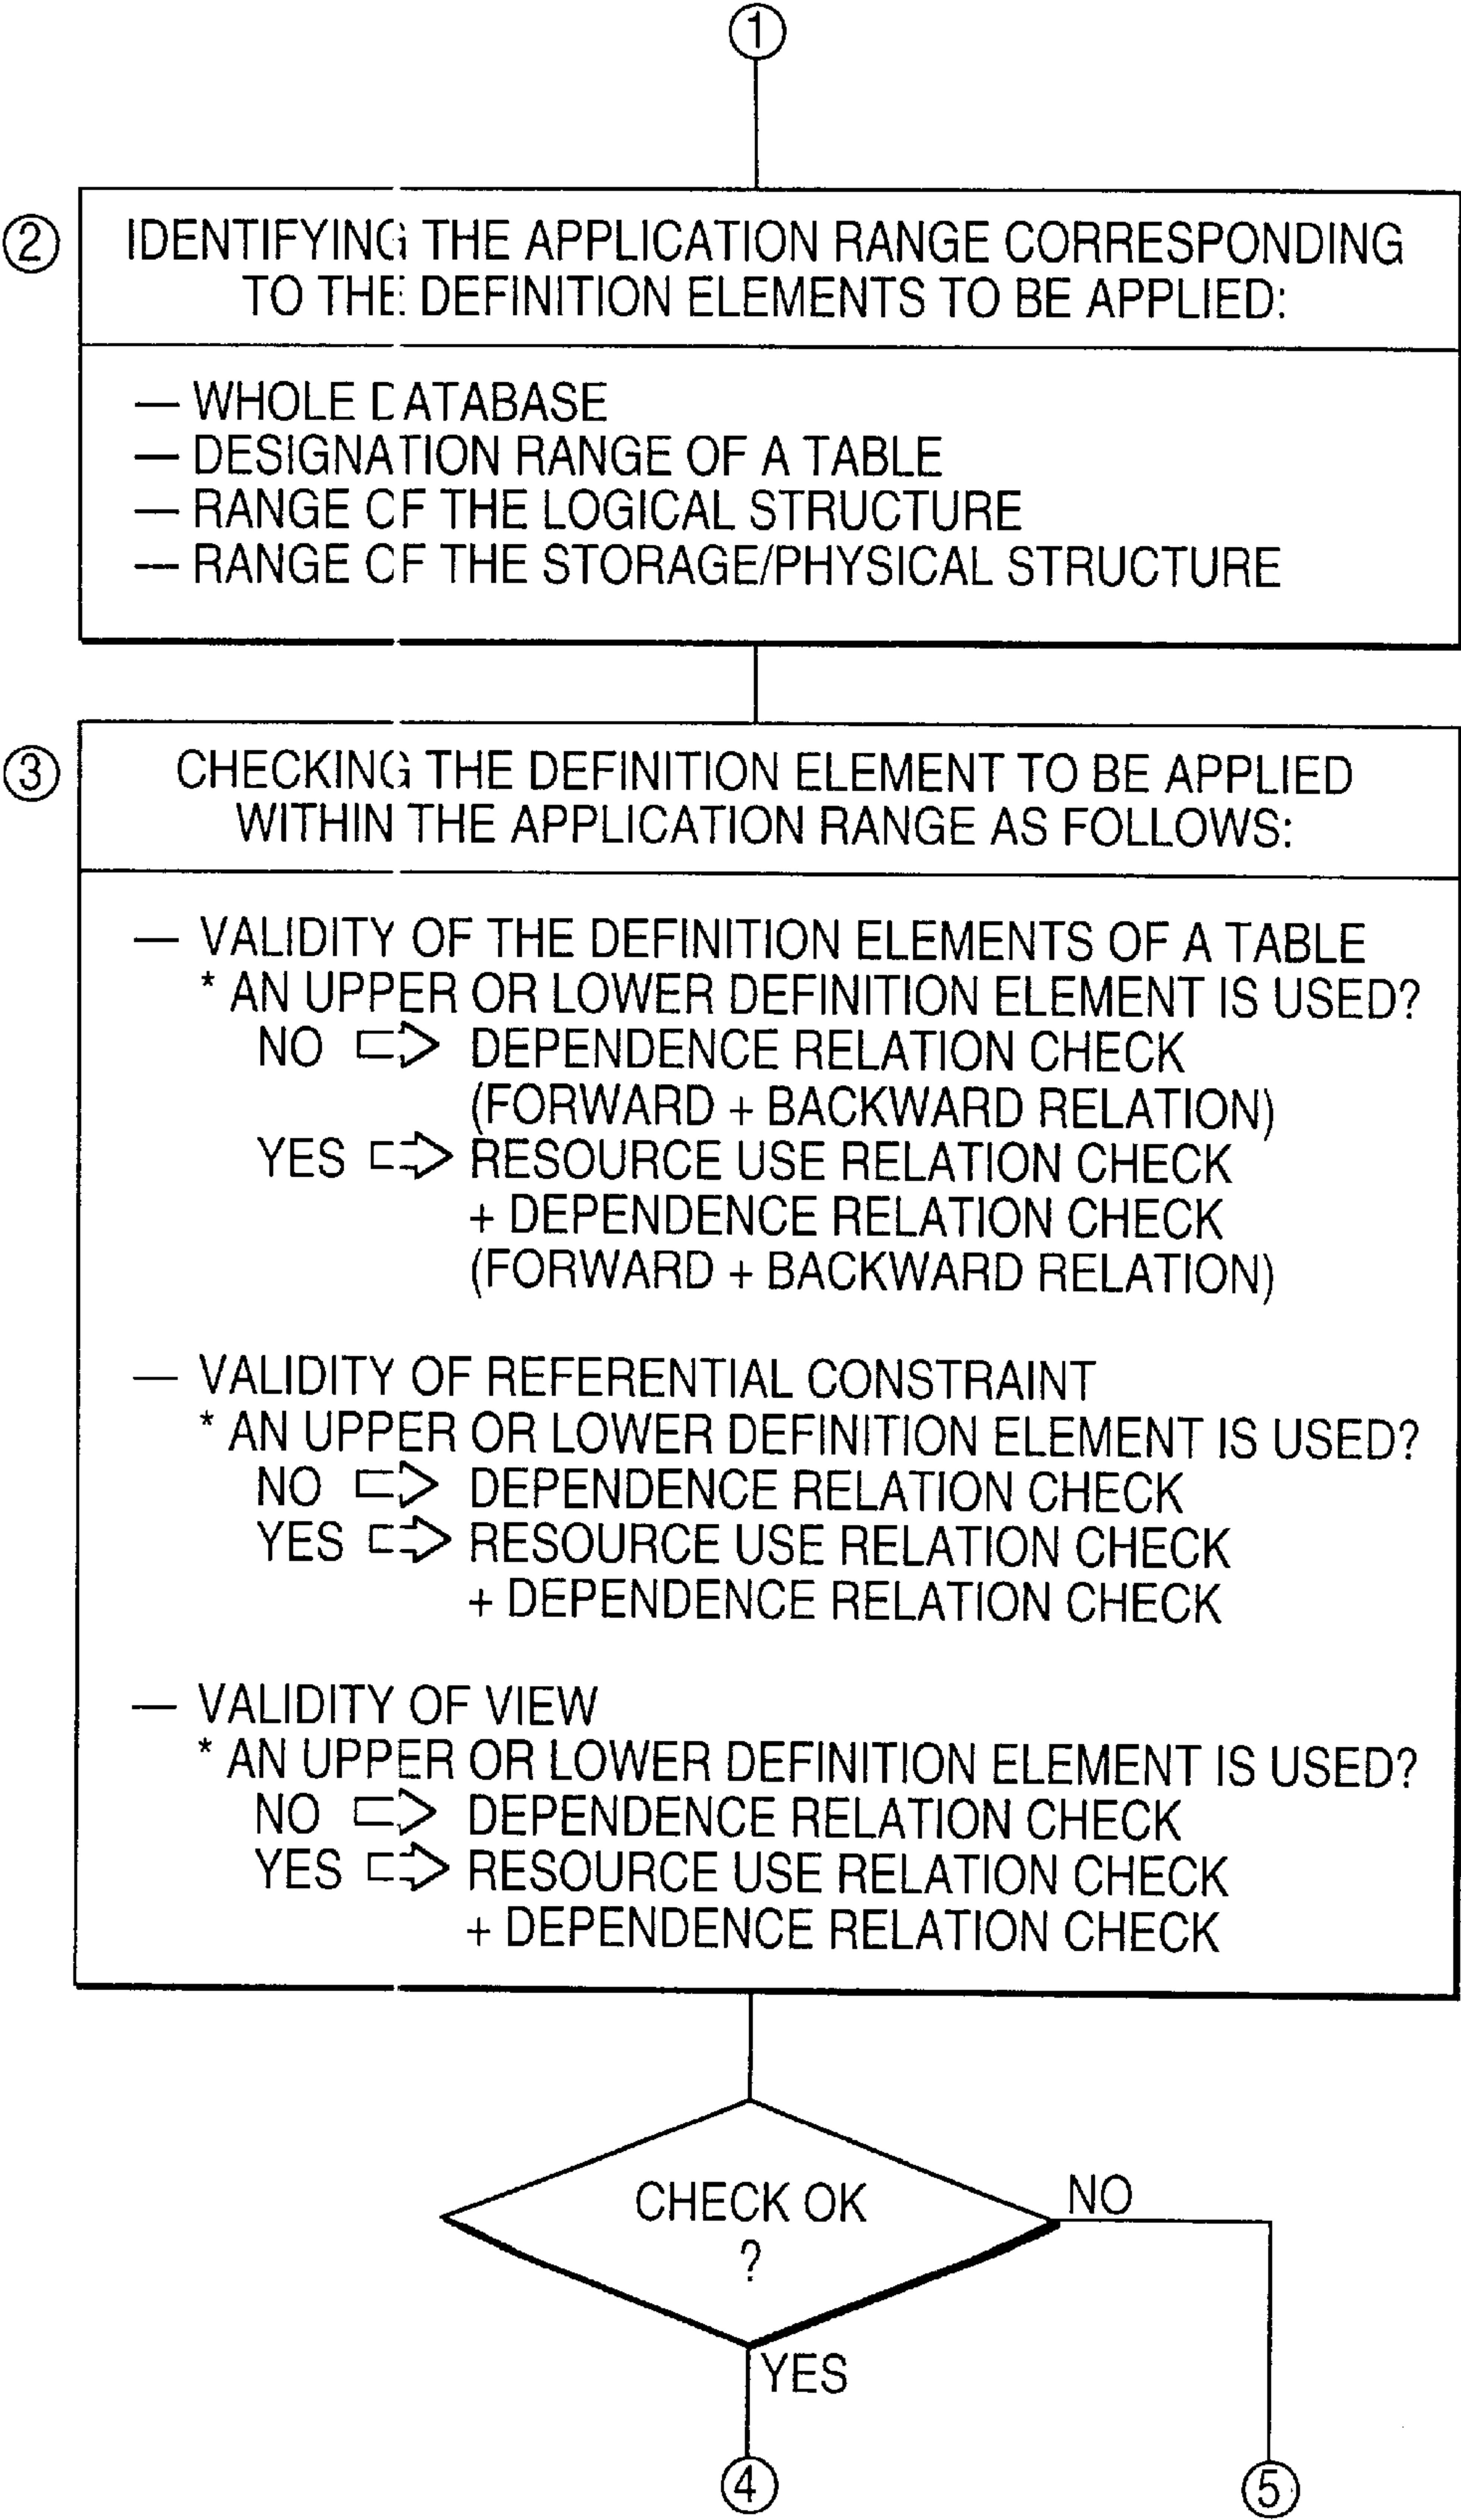 ①
② IDENTIFYING THE APPLICATION RANGE CORRESPONDING
TO THE DEFINITION ELEMENTS TO BE APPLIED:
— WHOLE DATABASE
— DESIGNATION RANGE OF A TABLE
— RANGE OF THE LOGICAL STRUCTURE
— RANGE OF THE STORAGE/PHYSICAL STRUCTURE
③ CHECKING THE DEFINITION ELEMENT TO BE APPLIED
WITHIN THE APPLICATION RANGE AS FOLLOWS:
— VALIDITY OF THE DEFINITION ELEMENTS OF A TABLE
* AN UPPER OR LOWER DEFINITION ELEMENT IS USED?
NO ⇨ DEPENDENCE RELATION CHECK
(FORWARD + BACKWARD RELATION)
YES ⇨ RESOURCE USE RELATION CHECK
+ DEPENDENCE RELATION CHECK
(FORWARD + BACKWARD RELATION)
— VALIDITY OF REFERENTIAL CONSTRAINT
* AN UPPER OR LOWER DEFINITION ELEMENT IS USED?
NO ⇨ DEPENDENCE RELATION CHECK
YES ⇨ RESOURCE USE RELATION CHECK
+ DEPENDENCE RELATION CHECK
— VALIDITY OF VIEW
* AN UPPER OR LOWER DEFINITION ELEMENT IS USED?
NO ⇨ DEPENDENCE RELATION CHECK
YES ⇨ RESOURCE USE RELATION CHECK
+ DEPENDENCE RELATION CHECK
CHECK OK
?
NO
YES
④
⑤